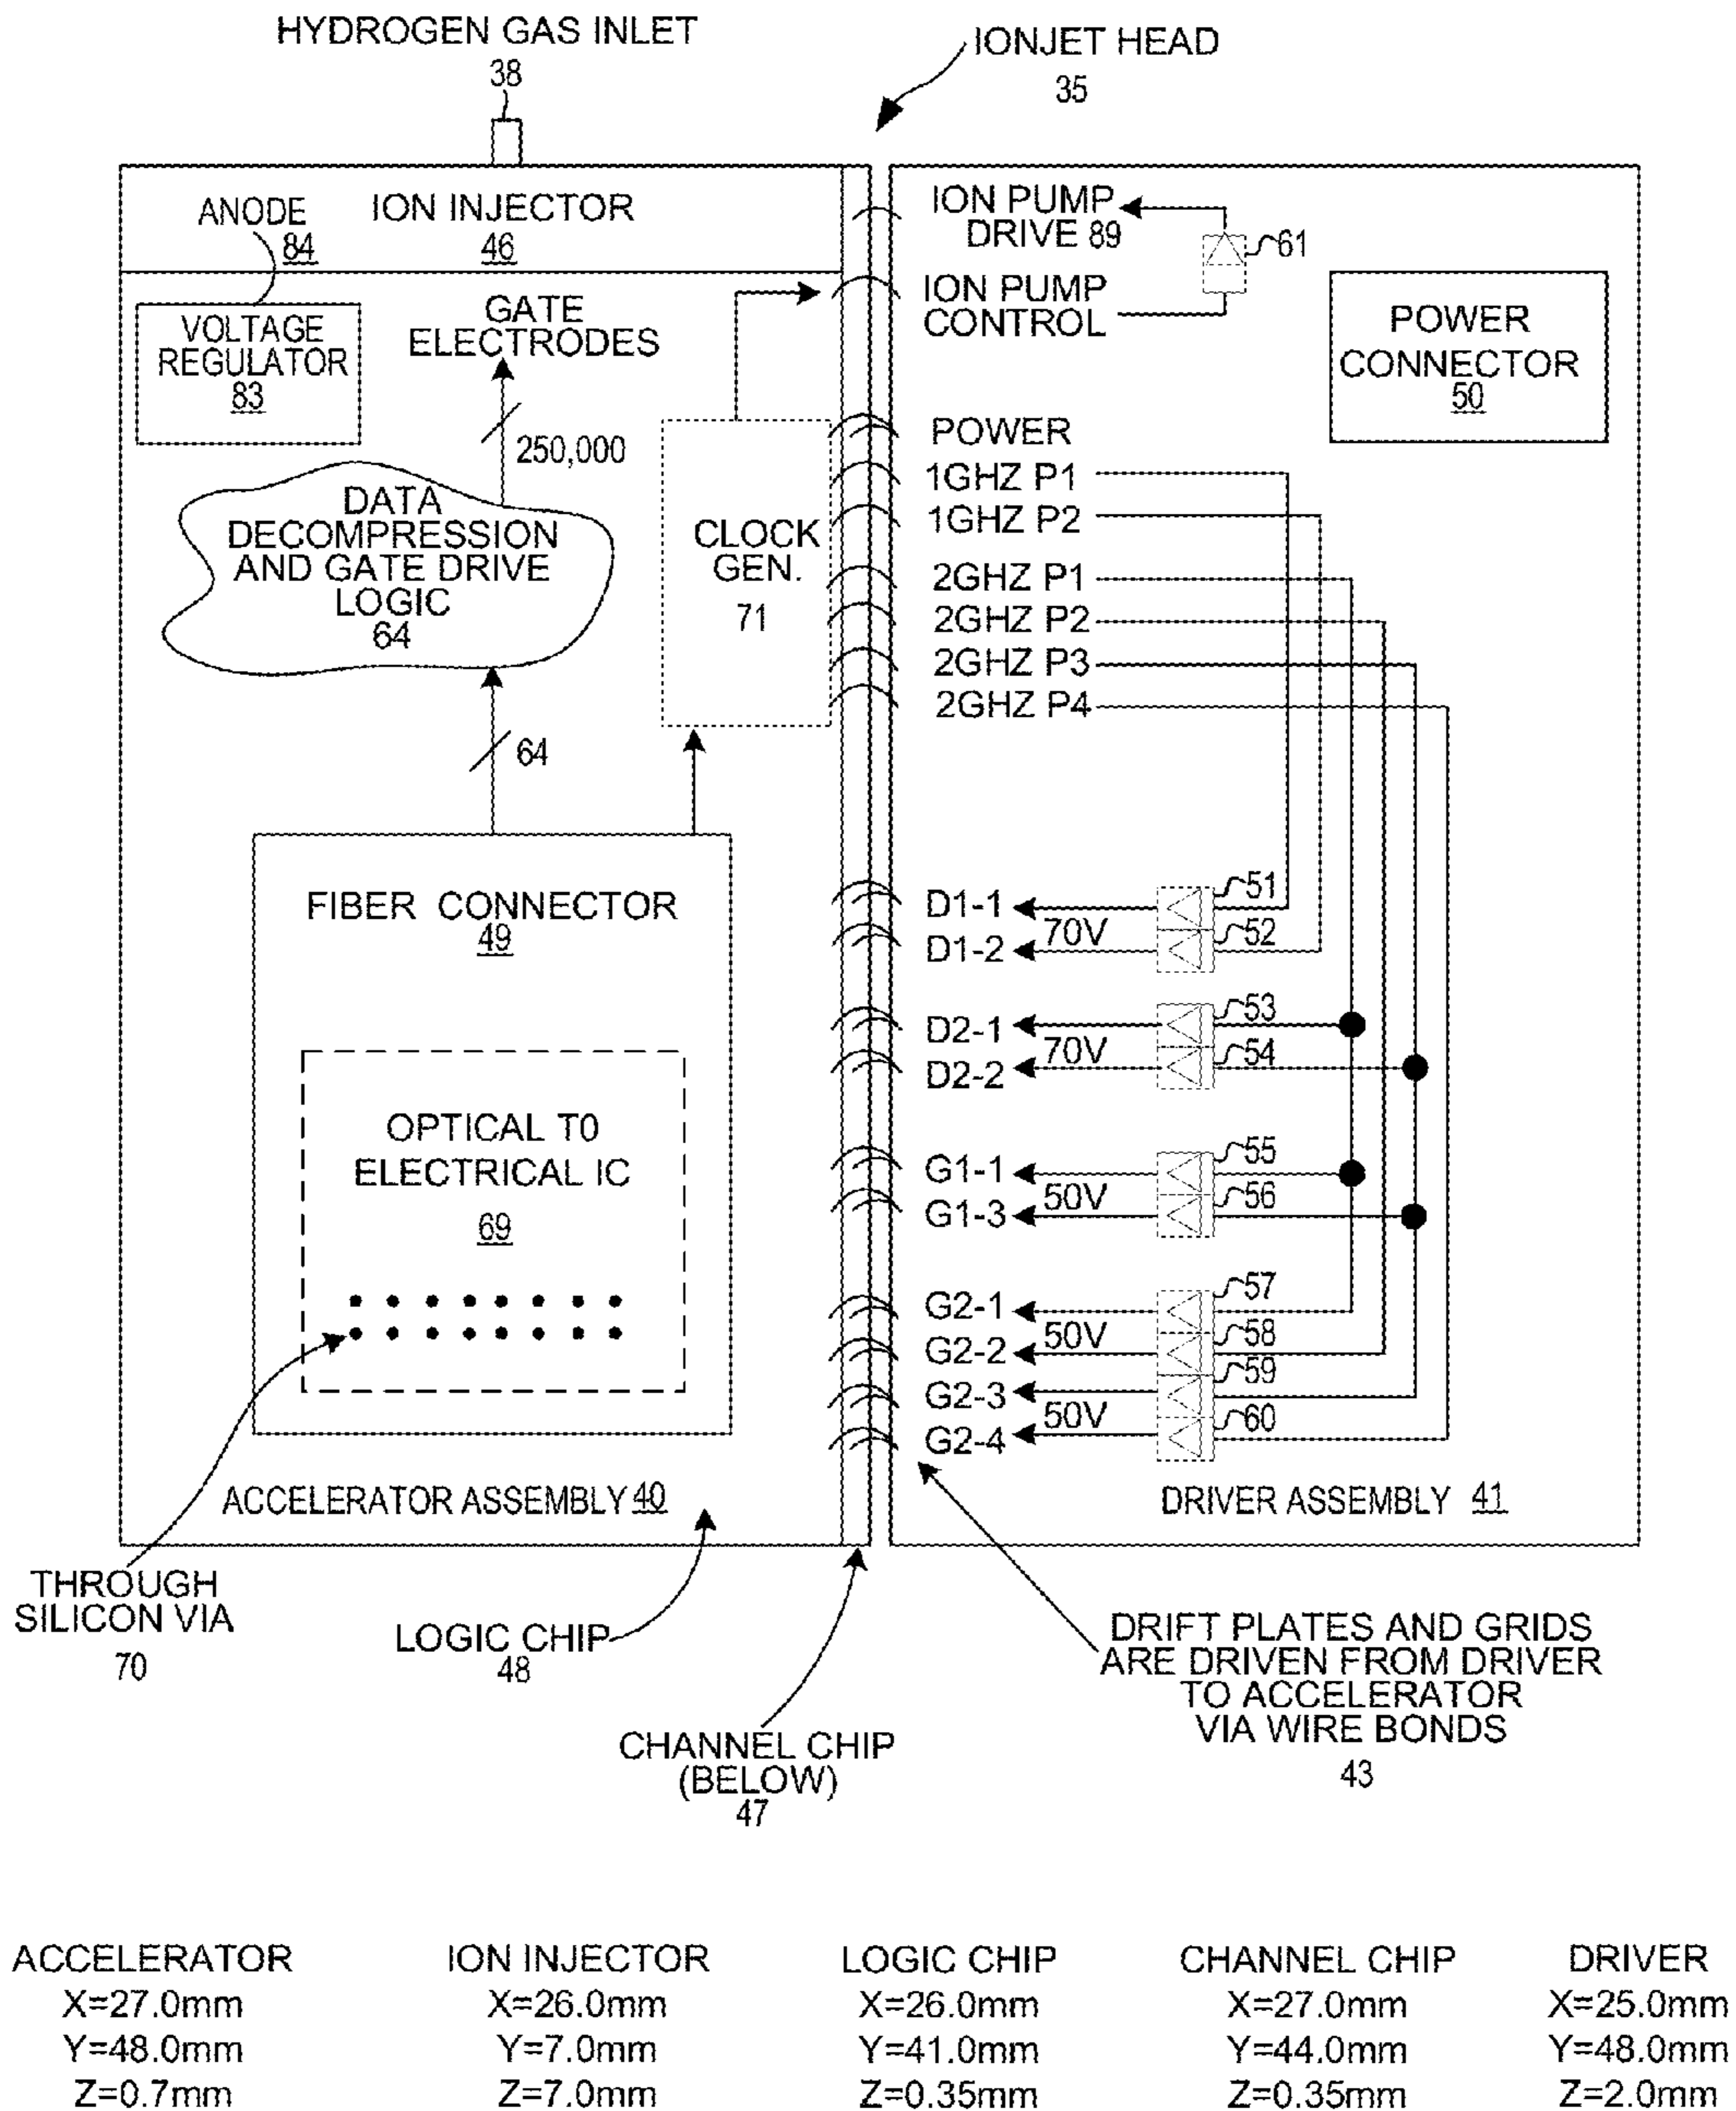 HYDROGEN GAS INLET
38
IONJET HEAD
35
ION INJECTOR
46
ANODE
84
VOLTAGE
REGULATOR
83
GATE
ELECTRODES
250,000
DATA
DECOMPRESSION
AND GATE DRIVE
LOGIC
64
64
CLOCK
GEN.
71
FIBER CONNECTOR
49
OPTICAL T0
ELECTRICAL IC
69
ACCELERATOR ASSEMBLY 40
ION PUMP
DRIVE 89
61
ION PUMP
CONTROL
POWER
CONNECTOR
50
POWER
1GHZ P1
1GHZ P2
2GHZ P1
2GHZ P2
2GHZ P3
2GHZ P4
D1-1
51
70V
D1-2
52
D2-1
53
70V
D2-2
54
G1-1
55
50V
G1-3
56
G2-1
57
50V
G2-2
58
G2-3
59
50V
G2-4
60
DRIVER ASSEMBLY 41
THROUGH
SILICON VIA
70
LOGIC CHIP
48
CHANNEL CHIP
(BELOW)
47
DRIFT PLATES AND GRIDS
ARE DRIVEN FROM DRIVER
TO ACCELERATOR
VIA WIRE BONDS
43
ACCELERATOR
X=27.0mm
Y=48.0mm
Z=0.7mm
ION INJECTOR
X=26.0mm
Y=7.0mm
Z=7.0mm
LOGIC CHIP
X=26.0mm
Y=41.0mm
Z=0.35mm
CHANNEL CHIP
X=27.0mm
Y=44.0mm
Z=0.35mm
DRIVER
X=25.0mm
Y=48.0mm
Z=2.0mm